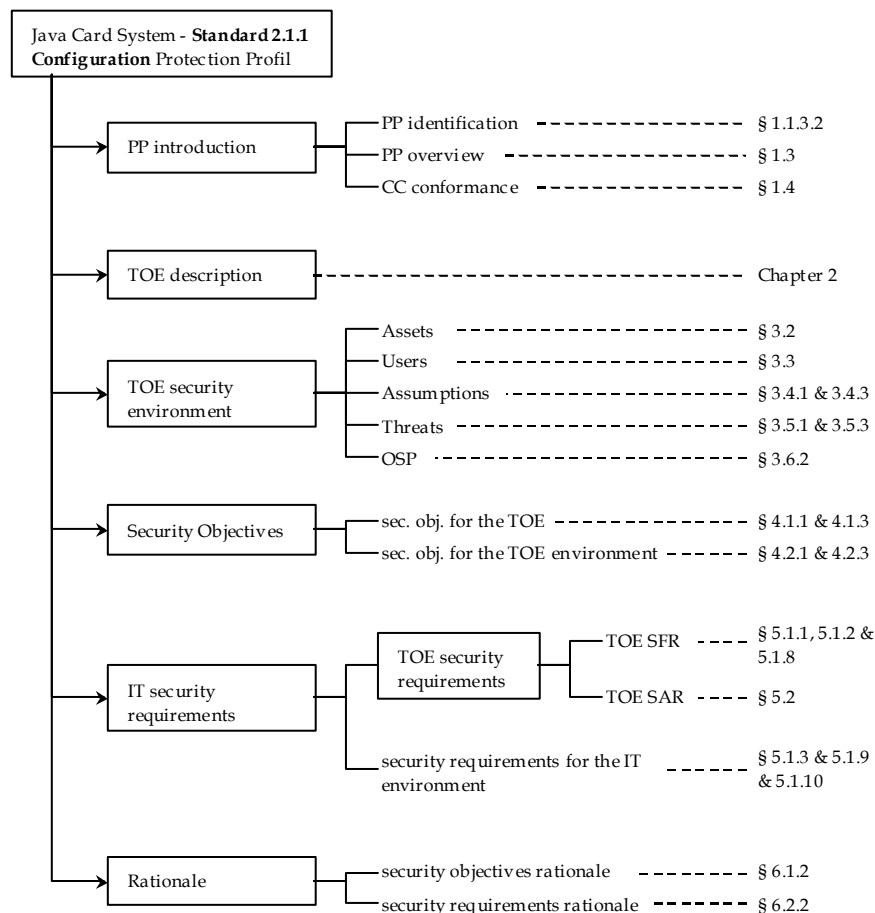 Java Card System - Standard 2.1.1
Configuration Protection Profil
PP introduction
PP identification
§ 1.1.3.2
PP overview
§ 1.3
CC conformance
§ 1.4
TOE description
Chapter 2
TOE security
environment
Assets
§ 3.2
Users
§ 3.3
Assumptions
§ 3.4.1 & 3.4.3
Threats
§ 3.5.1 & 3.5.3
OSP
§ 3.6.2
Security Objectives
sec. obj. for the TOE
§ 4.1.1 & 4.1.3
sec. obj. for the TOE environment
§ 4.2.1 & 4.2.3
IT security
requirements
TOE security
requirements
TOE SFR
§ 5.1.1, 5.1.2 &
5.1.8
TOE SAR
§ 5.2
security requirements for the IT
environment
§ 5.1.3 & 5.1.9
& 5.1.10
Rationale
security objectives rationale
§ 6.1.2
security requirements rationale
§ 6.2.2